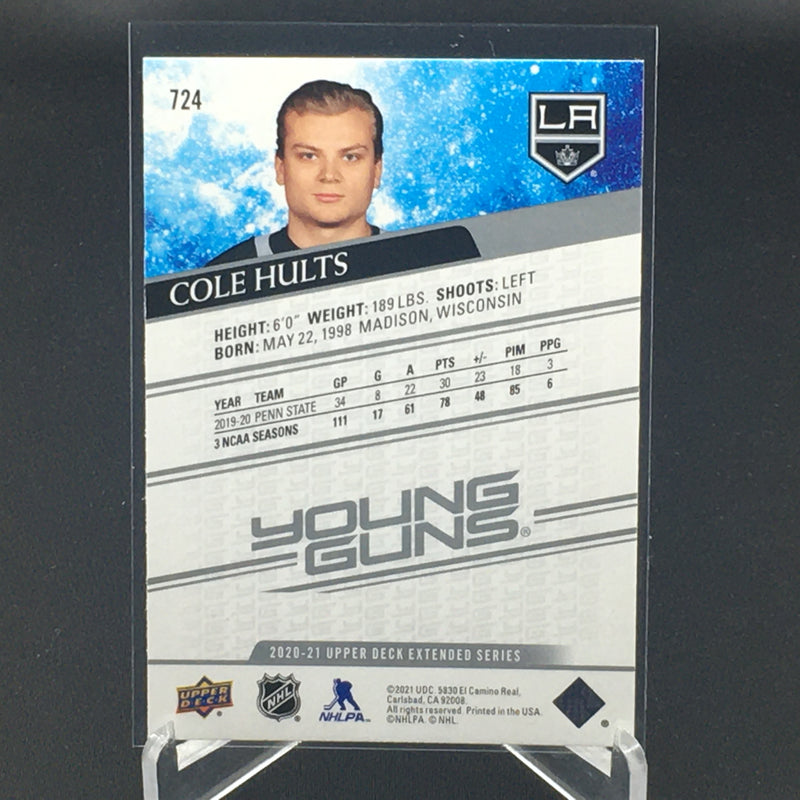 724
LA
COLE HULTS
HEIGHT: 6'0" WEIGHT: 189 LBS. SHOOTS: LEFT
BORN: MAY 22, 1998 MADISON, WISCONSIN
YEAR TEAM GP G A PTS +/- PIM PPG
2019-20 PENN STATE 34 8 22 30 23 18 3
3 NCAA SEASONS 111 17 61 78 48 85 6
YOUNG
GUNS®
2020-21 UPPER DECK EXTENDED SERIES
UPPER
DECK
NHL
NHLPA
©2021 UDC. 5830 El Camino Real,
Carlsbad, CA 92008.
All rights reserved. Printed in the USA.
©NHLPA. © NHL.